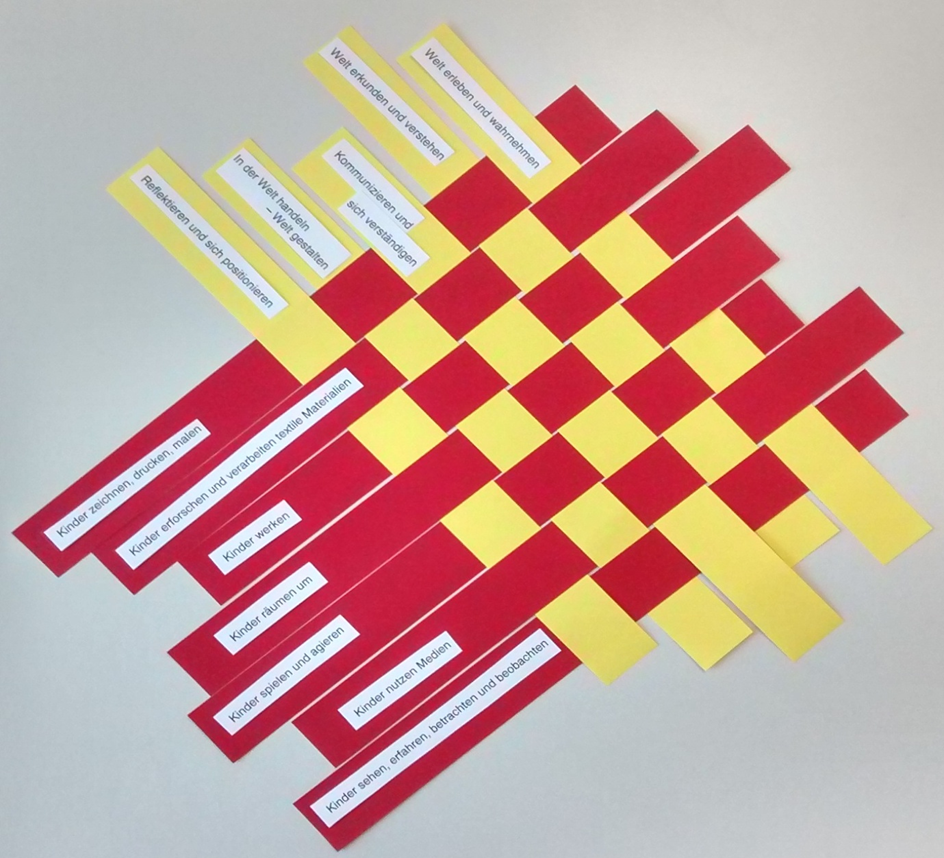 Welt erleben und wahrnehmen
Welt erkunden und verstehen
Kommunizieren und
sich verständigen
In der Welt handeln
– Welt gestalten
Reflektieren und sich positionieren
Kinder zeichnen, drucken, malen
Kinder erforschen und verarbeiten textile Materialien
Kinder werken
Kinder räumen um
Kinder spielen und agieren
Kinder nutzen Medien
Kinder sehen, erfahren, betrachten und beobachten